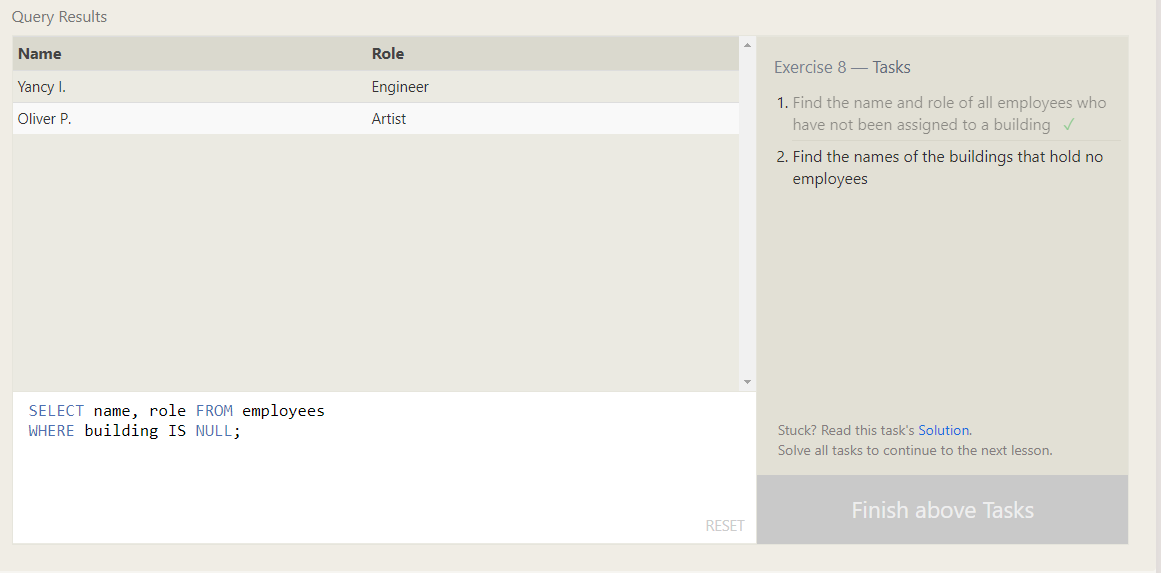 Query Results
Name Role
Yancy I. Engineer
Oliver P. Artist
SELECT name, role FROM employees
WHERE building IS NULL;
RESET
Exercise 8 — Tasks
1. Find the name and role of all employees who
have not been assigned to a building ✓
2. Find the names of the buildings that hold no
employees
Stuck? Read this task's Solution.
Solve all tasks to continue to the next lesson.
Finish above Tasks